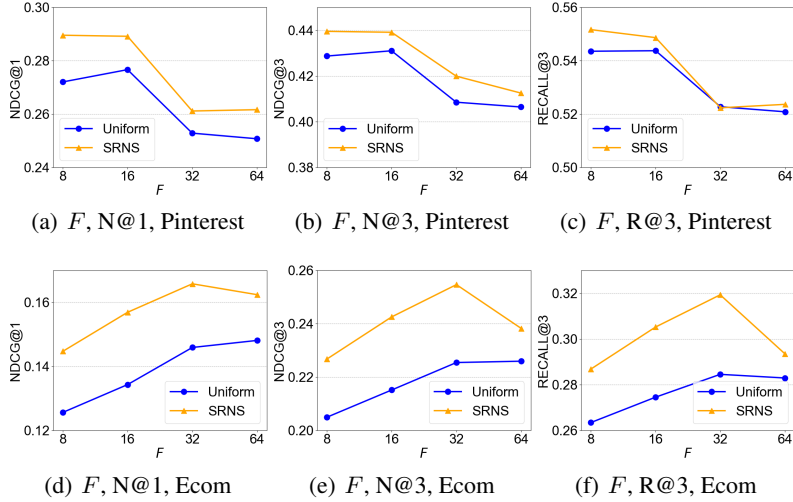 0.30
0.28
0.26
0.24
NDCG@1
Uniform
SRNS
8 16 32 64
F
(a) F, N@1, Pinterest
0.44
0.42
0.40
0.38
NDCG@3
Uniform
SRNS
8 16 32 64
F
(b) F, N@3, Pinterest
0.56
0.54
0.52
0.50
RECALL@3
Uniform
SRNS
8 16 32 64
F
(c) F, R@3, Pinterest
0.16
0.14
0.12
NDCG@1
Uniform
SRNS
8 16 32 64
F
(d) F, N@1, Ecom
0.26
0.24
0.22
0.20
NDCG@3
Uniform
SRNS
8 16 32 64
F
(e) F, N@3, Ecom
0.32
0.30
0.28
0.26
RECALL@3
Uniform
SRNS
8 16 32 64
F
(f) F, R@3, Ecom